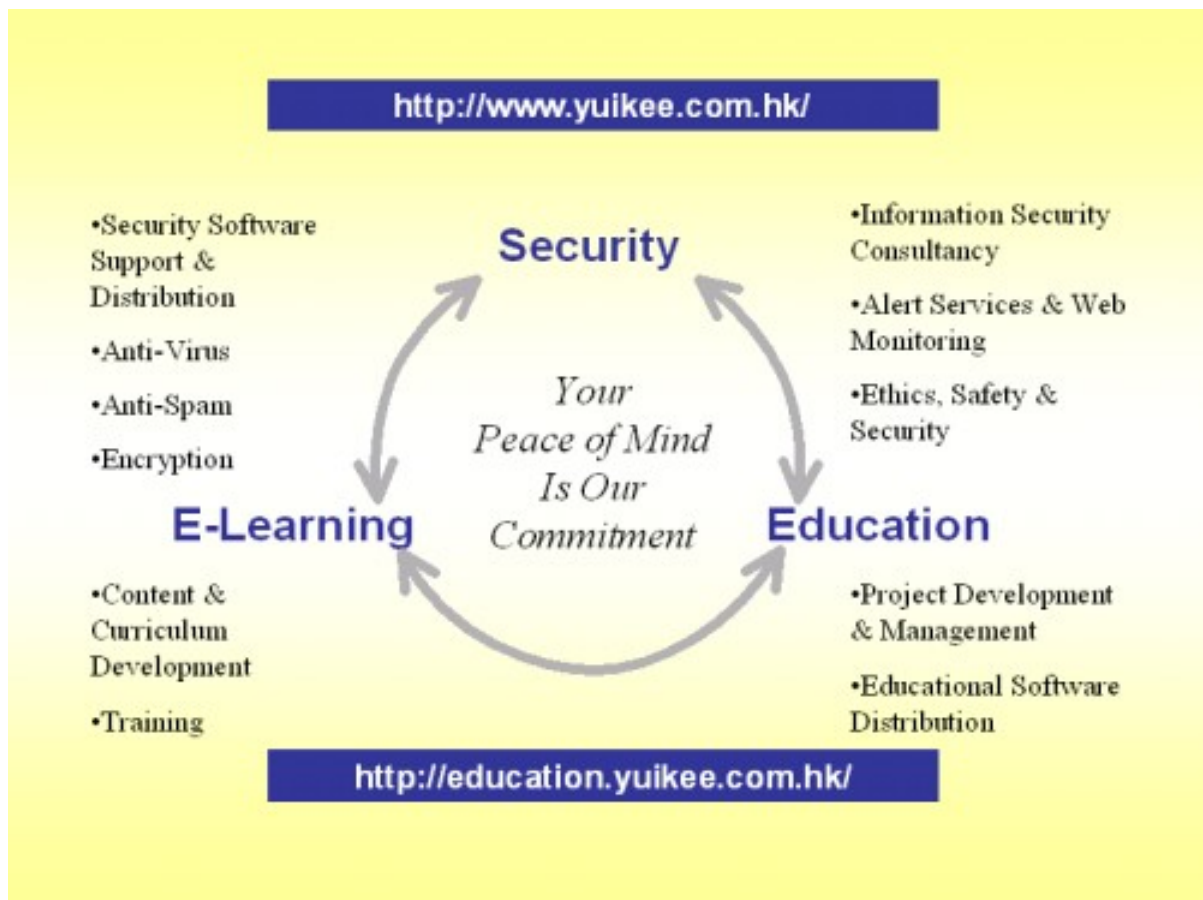 http://www.yuikee.com.hk/
•Security Software
Support &
Distribution
•Anti-Virus
•Anti-Spam
•Encryption
Security
•Information Security
Consultancy
•Alert Services & Web
Monitoring
•Ethics, Safety &
Security
Your
Peace of Mind
Is Our
Commitment
E-Learning
Education
•Content &
Curriculum
Development
•Training
•Project Development
& Management
•Educational Software
Distribution
http://education.yuikee.com.hk/